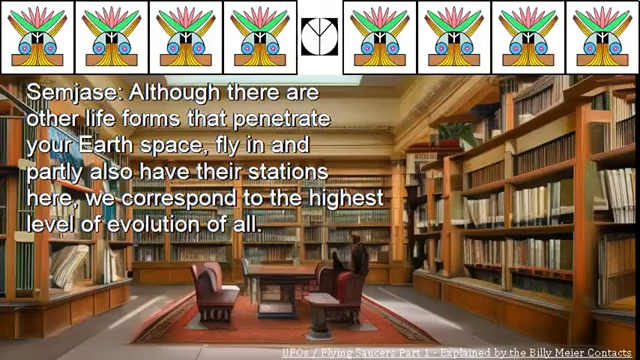 Semjase: Although there are
other life forms that penetrate
your Earth space, fly in and
partly also have their stations
here, we correspond to the highest
level of evolution of all.
UFOs / Flying Saucers Part 1 - Explained by the Billy Meier Contacts